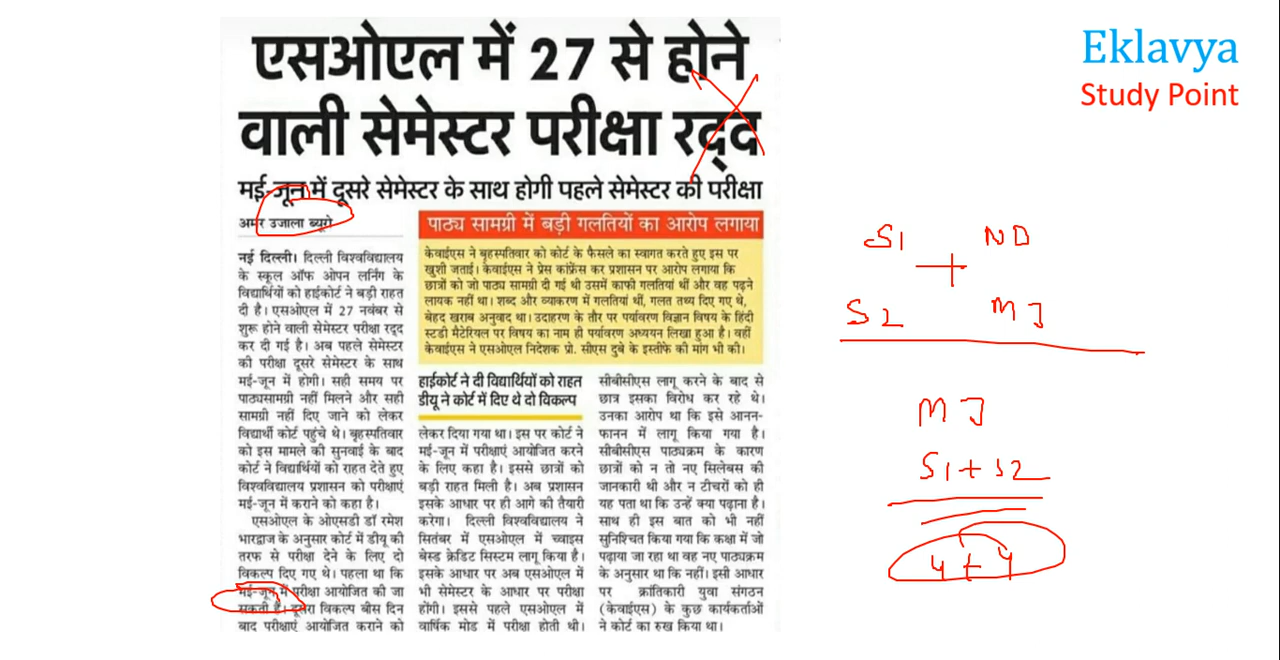 एसओएल में 27 से होने
वाली सेमेस्टर परीक्षा रद्द
मई-जून में दूसरे सेमेस्टर के साथ होगी पहले सेमेस्टर की परीक्षा
अमर उजाला ब्यूरो
नई दिल्ली। दिल्ली विश्वविद्यालय
के स्कूल ऑफ ओपन लर्निंग के
विद्यार्थियों को हाईकोर्ट ने बड़ी राहत
दी है। एसओएल में 27 नवंबर से
शुरू होने वाली सेमेस्टर परीक्षा रद्द
कर दी गई है। अब पहले सेमेस्टर
की परीक्षा दूसरे सेमेस्टर के साथ
मई-जून में होगी। सही समय पर
पाठ्यसामग्री नहीं मिलने और सही
सामग्री नहीं दिए जाने को लेकर
विद्यार्थी कोर्ट पहुंचे थे। बृहस्पतिवार
को इस मामले की सुनवाई के बाद
कोर्ट ने विद्यार्थियों को राहत देते हुए
विश्वविद्यालय प्रशासन को परीक्षाएं
मई-जून में कराने को कहा है।
एसओएल के ओएसडी डॉ रमेश
भारद्वाज के अनुसार कोर्ट में डीयू की
तरफ से परीक्षा देने के लिए दो
विकल्प दिए गए थे। पहला था कि
मई-जून में परीक्षा आयोजित की जा
सकती है। दूसरा विकल्प बीस दिन
बाद परीक्षाएं आयोजित कराने को
पाठ्य सामग्री में बड़ी गलतियों का आरोप लगाया
केवाईएस ने बृहस्पतिवार को कोर्ट के फैसले का स्वागत करते हुए इस पर
खुशी जताई। केवाईएस ने प्रेस कांफ्रेंस कर प्रशासन पर आरोप लगाया कि
छात्रों को जो पाठ्य सामग्री दी गई थी उसमें काफी गलतियां थीं और वह पढ़ने
लायक नहीं था। शब्द और व्याकरण में गलतियां थीं, गलत तथ्य दिए गए थे,
बेहद खराब अनुवाद था। उदाहरण के तौर पर पर्यावरण विज्ञान विषय के हिंदी
स्टडी मैटेरियल पर विषय का नाम ही पर्यावरण अध्ययन लिखा हुआ है। वहीं
केवाईएस ने एसओएल निदेशक प्रो. सीएस दुबे के इस्तीफे की मांग भी की।
हाईकोर्ट ने दी विद्यार्थियों को राहत
डीयू ने कोर्ट में दिए थे दो विकल्प
लेकर दिया गया था। इस पर कोर्ट ने
मई-जून में परीक्षाएं आयोजित करने
के लिए कहा है। इससे छात्रों को
बड़ी राहत मिली है। अब प्रशासन
इसके आधार पर ही आगे की तैयारी
करेगा। दिल्ली विश्वविद्यालय ने
सितंबर में एसओएल में च्वाइस
बेस्ड क्रेडिट सिस्टम लागू किया है।
इसके आधार पर अब एसओएल में
भी सेमेस्टर के आधार पर परीक्षा
होंगी। इससे पहले एसओएल में
वार्षिक मोड में परीक्षा होती थी।
सीबीसीएस लागू करने के बाद से
छात्र इसका विरोध कर रहे थे।
उनका आरोप था कि इसे आनन-
फानन में लागू किया गया है।
सीबीसीएस पाठ्यक्रम के कारण
छात्रों को न तो नए सिलेबस की
जानकारी थी और न टीचरों को ही
यह पता था कि उन्हें क्या पढ़ाना है।
साथ ही इस बात को भी नहीं
सुनिश्चित किया गया कि कक्षा में जो
पढ़ाया जा रहा था वह नए पाठ्यक्रम
के अनुसार था कि नहीं। इसी आधार
पर क्रांतिकारी युवा संगठन
(केवाईएस) के कुछ कार्यकर्ताओं
ने कोर्ट का रुख किया था।
Eklavya
Study Point
S1 + ND
S2 MJ
MJ
S1 + S2
4 + 4